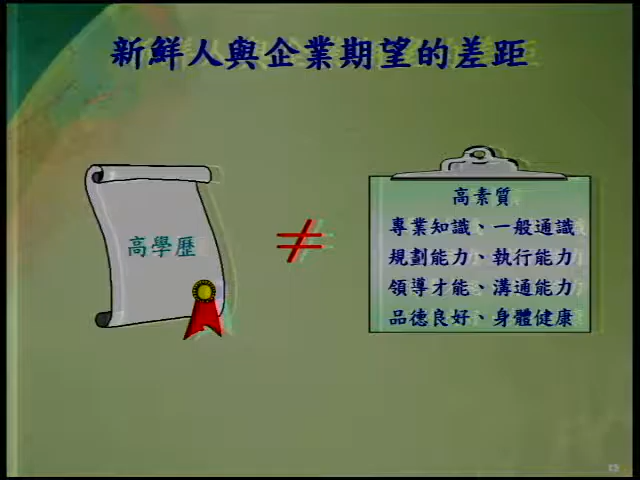 新鮮人與企業期望的差距
高學歷
≠
高素質
專業知識、一般通識
規劃能力、執行能力
領導才能、溝通能力
品德良好、身體健康